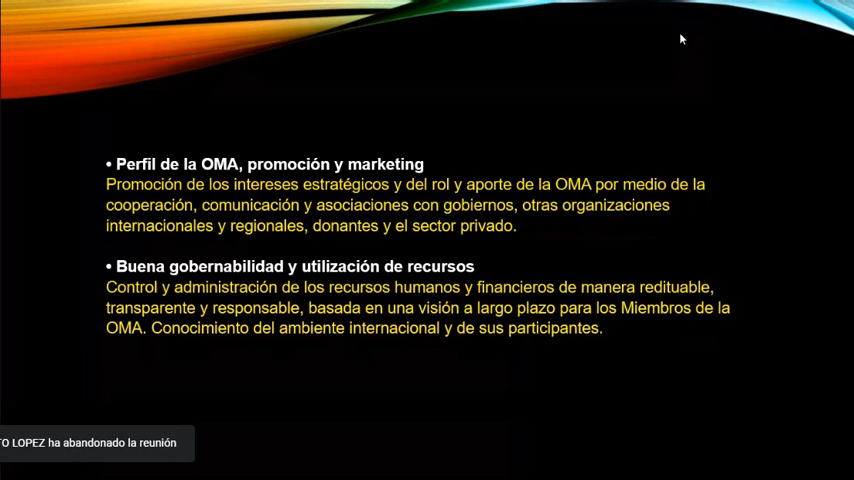 • Perfil de la OMA, promoción y marketing
Promoción de los intereses estratégicos y del rol y aporte de la OMA por medio de la
cooperación, comunicación y asociaciones con gobiernos, otras organizaciones
internacionales y regionales, donantes y el sector privado.
• Buena gobernabilidad y utilización de recursos
Control y administración de los recursos humanos y financieros de manera redituable,
transparente y responsable, basada en una visión a largo plazo para los Miembros de la
OMA. Conocimiento del ambiente internacional y de sus participantes.
TO LOPEZ ha abandonado la reunión